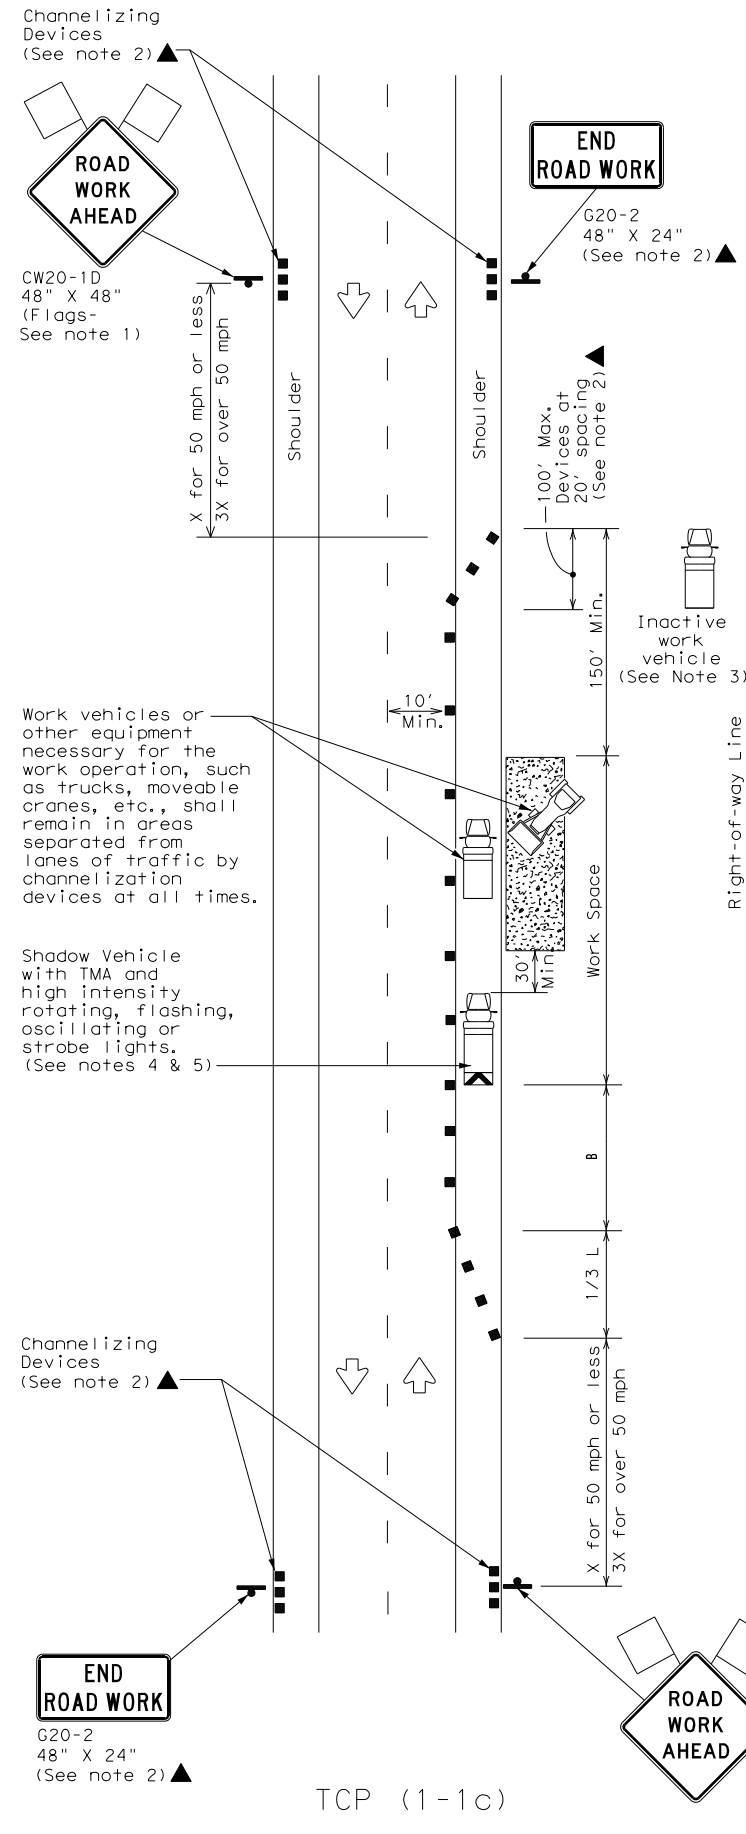 Channelizing
Devices
(See note 2)
ROAD
WORK
AHEAD
CW20-1D
48" X 48"
(Flags-
See note 1)
END
ROAD WORK
G20-2
48" X 24"
(See note 2)
X for 50 mph or less
3X for over 50 mph
Shoulder
Shoulder
100' Max.
Devices at
20' spacing
(See note 2)
150' Min.
Inactive
work
vehicle
(See Note 3)
10'
Min.
Right-of-way Line
Work vehicles or
other equipment
necessary for the
work operation, such
as trucks, moveable
cranes, etc., shall
remain in areas
separated from
lanes of traffic by
channelization
devices at all times.
Work Space
30'
Min.
Shadow Vehicle
with TMA and
high intensity
rotating, flashing,
oscillating or
strobe lights.
(See notes 4 & 5)
B
1/3 L
Channelizing
Devices
(See note 2)
X for 50 mph or less
3X for over 50 mph
END
ROAD WORK
G20-2
48" X 24"
(See note 2)
ROAD
WORK
AHEAD
TCP (1-1c)